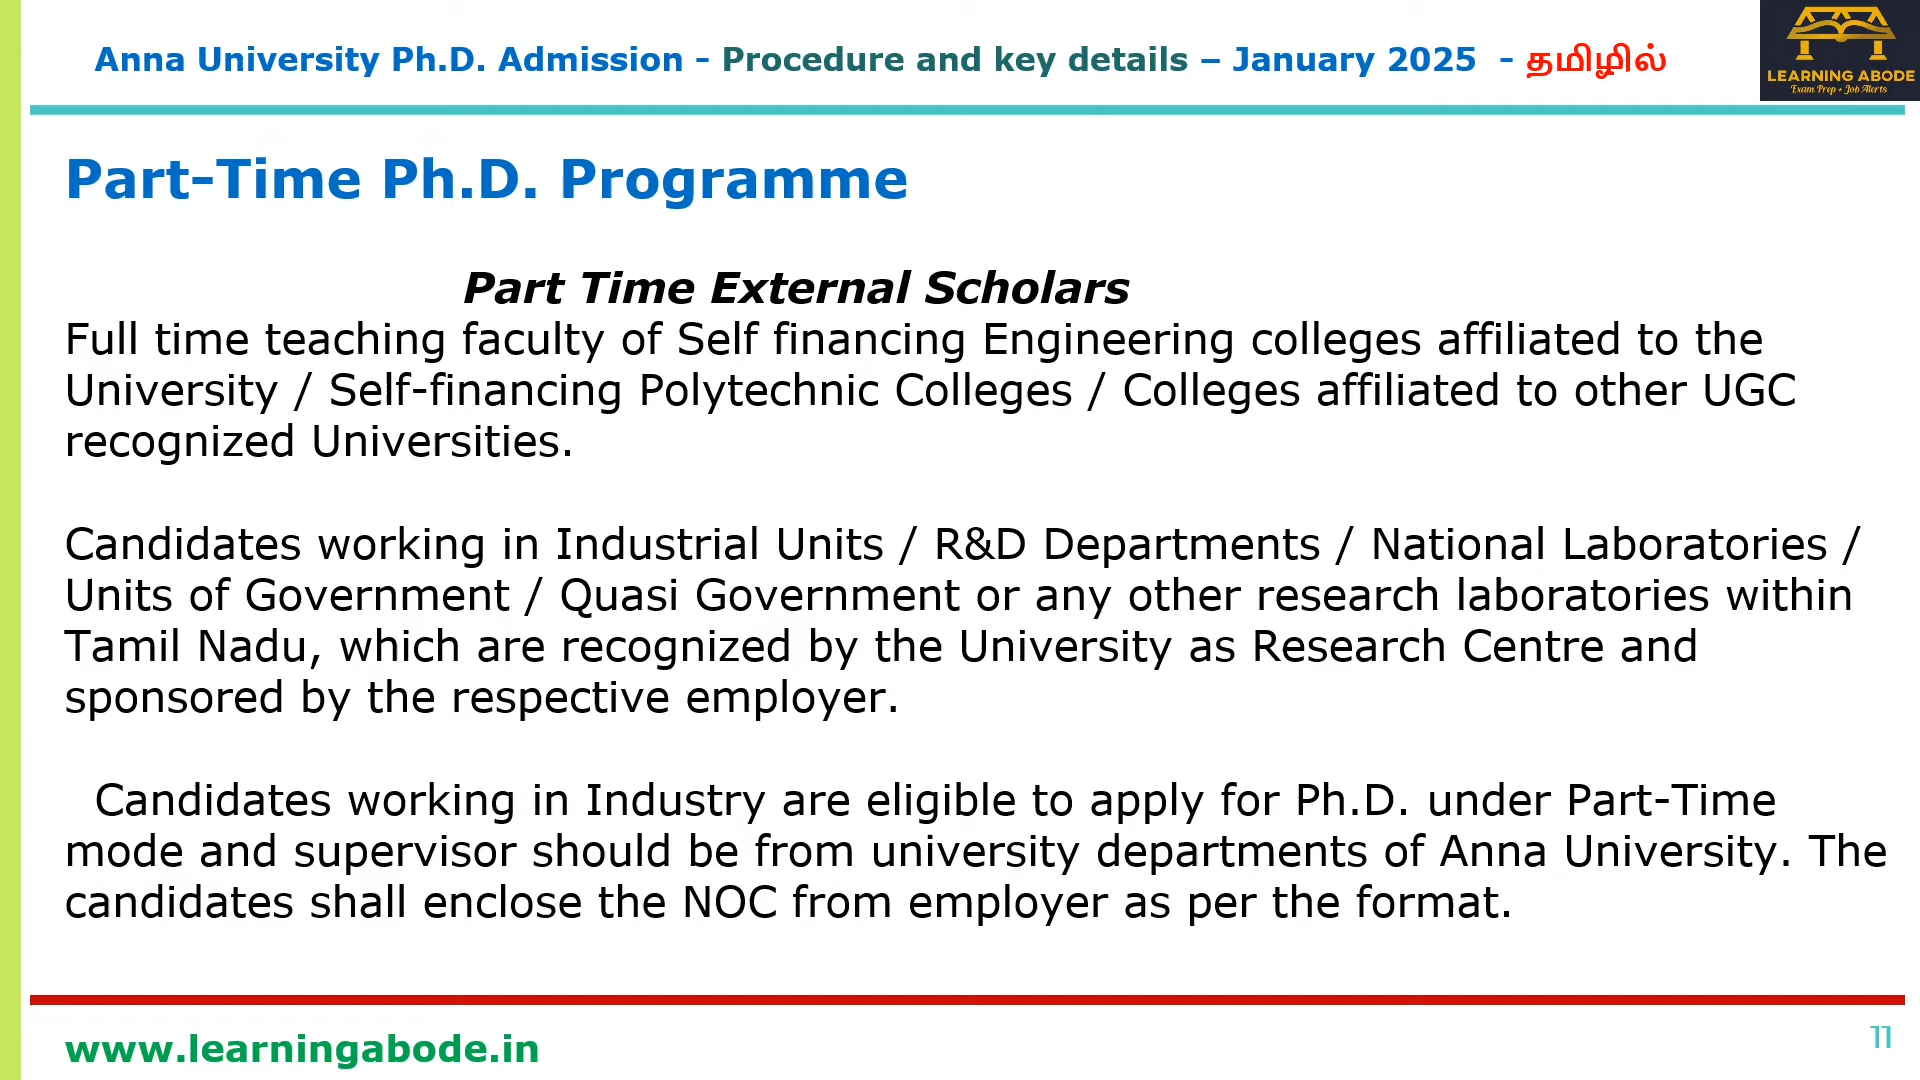 Anna University Ph.D. Admission – Procedure and key details – January 2025 - தமிழில்
LEARNING ABODE
Exam Prep + Job Alerts
Part-Time Ph.D. Programme
Part Time External Scholars
Full time teaching faculty of Self financing Engineering colleges affiliated to the
University / Self-financing Polytechnic Colleges / Colleges affiliated to other UGC
recognized Universities.
Candidates working in Industrial Units / R&D Departments / National Laboratories /
Units of Government / Quasi Government or any other research laboratories within
Tamil Nadu, which are recognized by the University as Research Centre and
sponsored by the respective employer.
Candidates working in Industry are eligible to apply for Ph.D. under Part-Time
mode and supervisor should be from university departments of Anna University. The
candidates shall enclose the NOC from employer as per the format.
www.learningabode.in
11